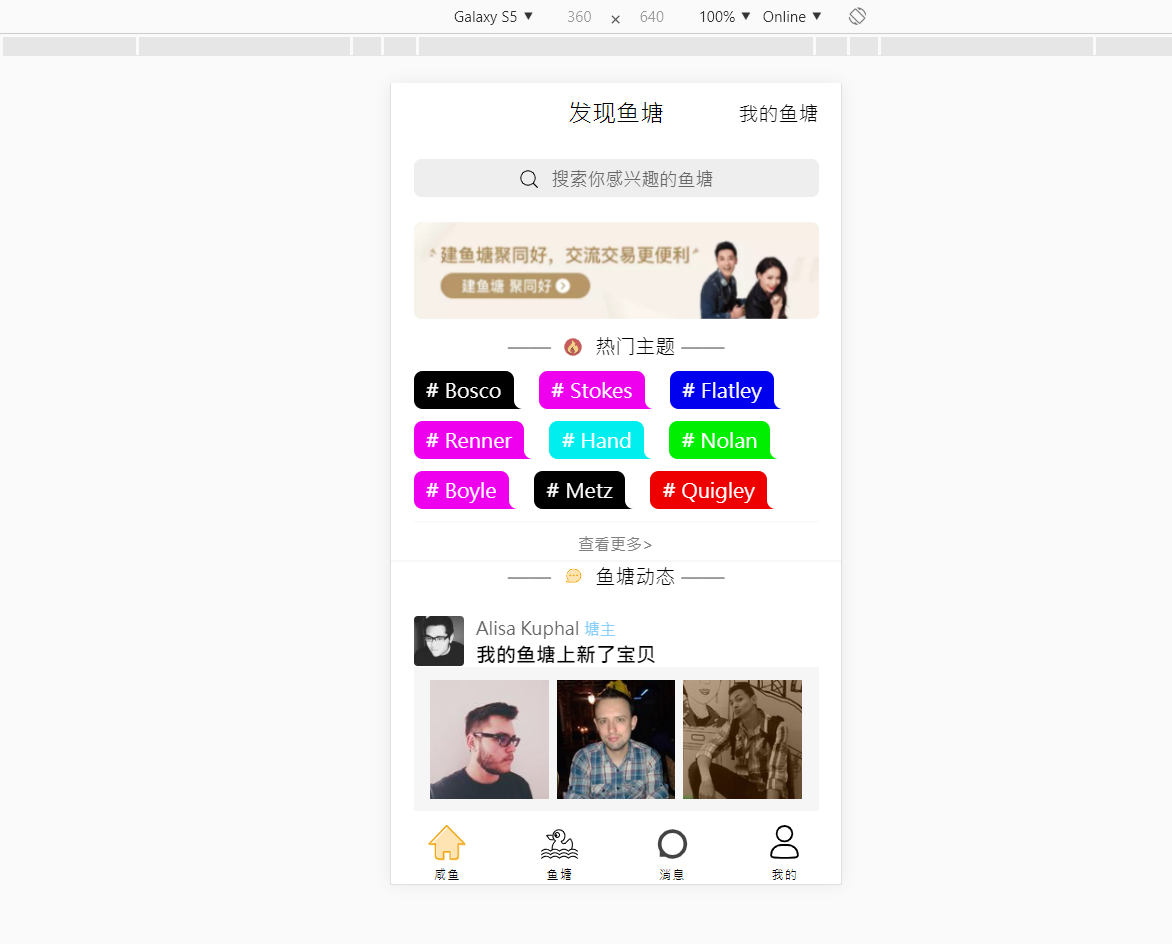 Galaxy S5 ▼ 360 × 640 100% ▼ Online ▼
发现鱼塘 我的鱼塘
搜索你感兴趣的鱼塘
建鱼塘聚同好，交流交易更便利
建鱼塘 聚同好
热门主题
# Bosco # Stokes # Flatley
# Renner # Hand # Nolan
# Boyle # Metz # Quigley
查看更多>
鱼塘动态
Alisa Kuphal 塘主
我的鱼塘上新了宝贝
咸鱼 鱼塘 消息 我的